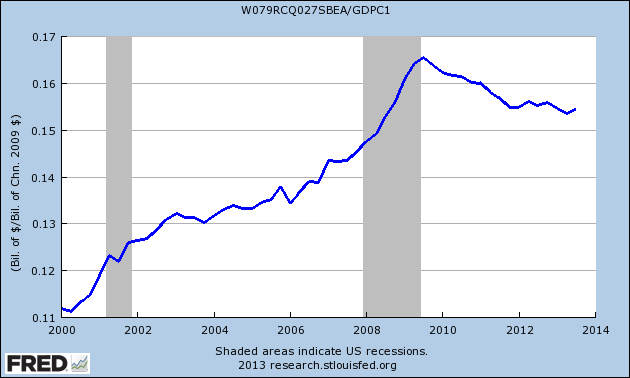 W079RCQ027SBEA/GDPC1
(Bil. of $/Bil. of Chn. 2009 $)
0.17
0.16
0.15
0.14
0.13
0.12
0.11
2000 2002 2004 2006 2008 2010 2012 2014
Shaded areas indicate US recessions.
FRED 2013 research.stlouisfed.org